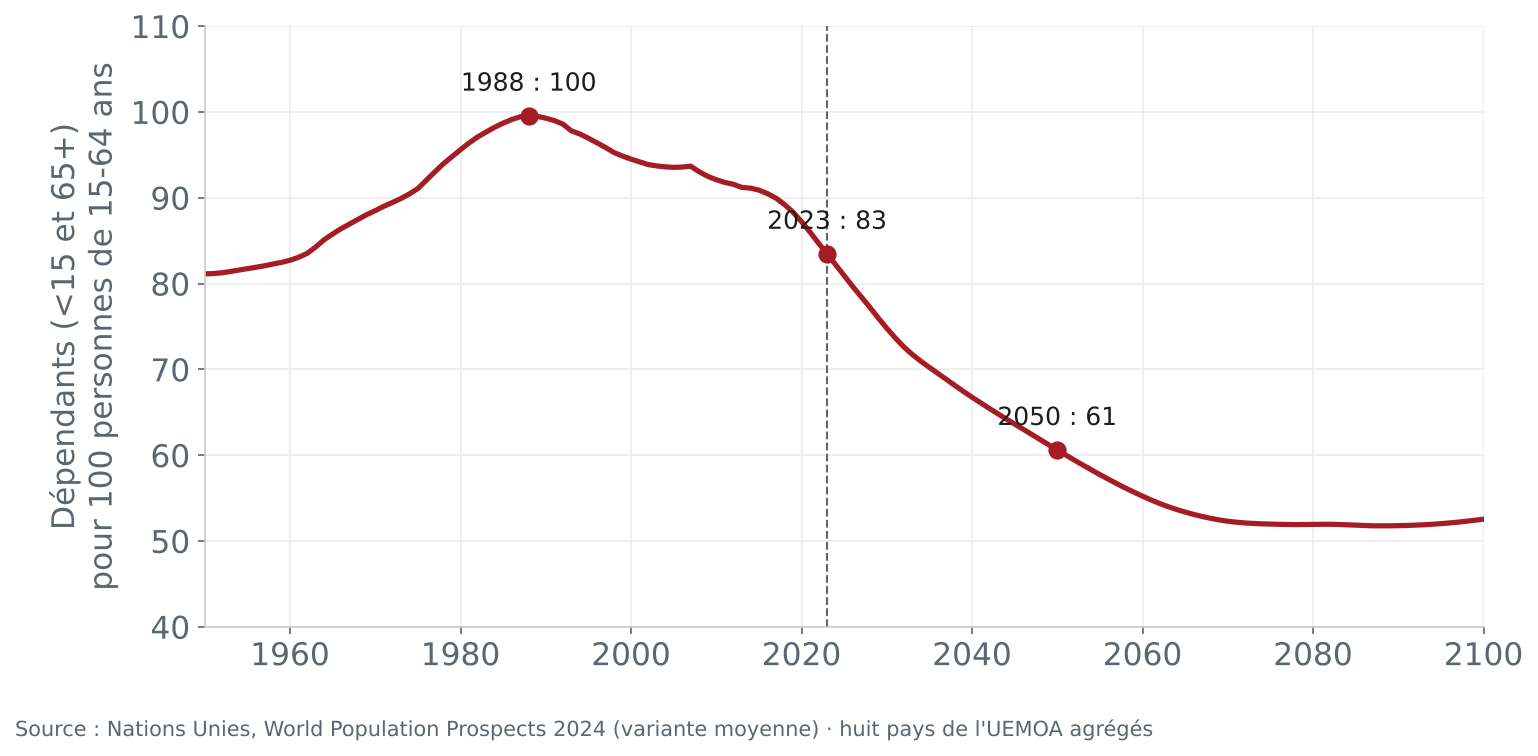 Dépendants (<15 et 65+)
pour 100 personnes de 15-64 ans
110
100
90
80
70
60
50
40
1988 : 100
2023 : 83
2050 : 61
1960
1980
2000
2020
2040
2060
2080
2100
Source : Nations Unies, World Population Prospects 2024 (variante moyenne) · huit pays de l'UEMOA agrégés